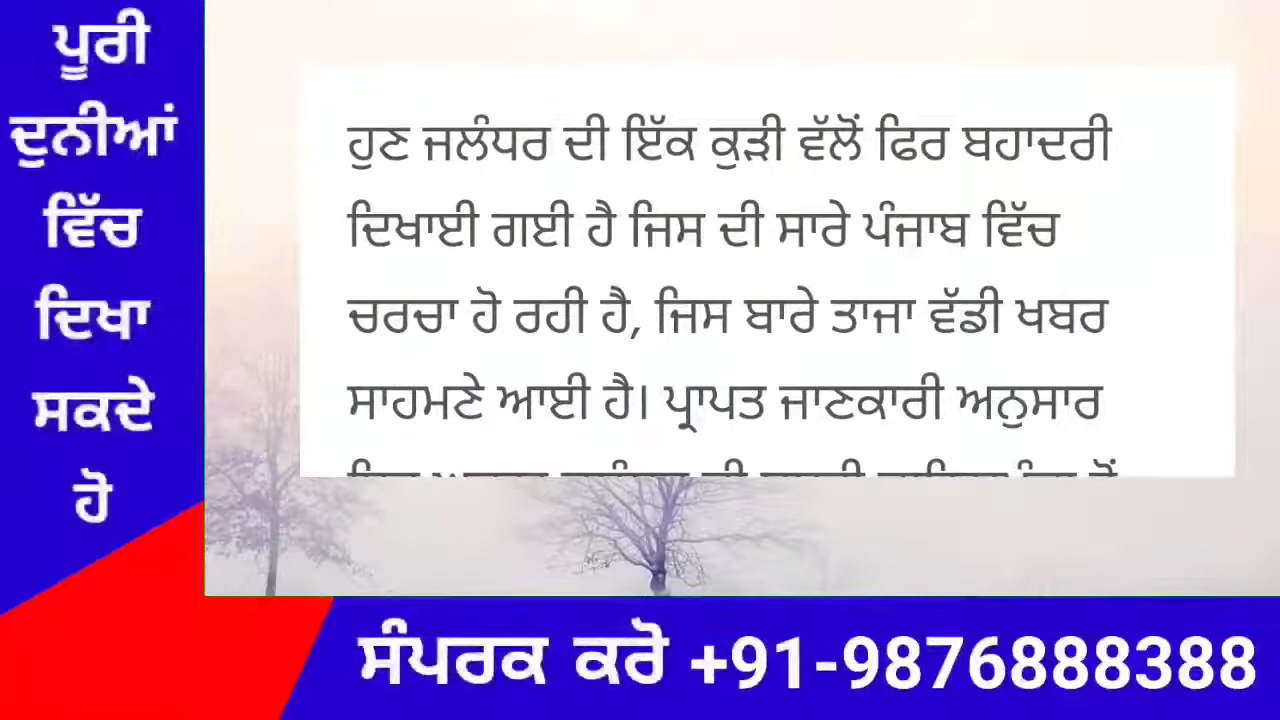 ਪੂਰੀ
ਦੁਨੀਆਂ
ਵਿੱਚ
ਦਿਖਾ
ਸਕਦੇ
ਹੋ
ਹੁਣ ਜਲੰਧਰ ਦੀ ਇੱਕ ਕੁੜੀ ਵੱਲੋਂ ਫਿਰ ਬਹਾਦਰੀ
ਦਿਖਾਈ ਗਈ ਹੈ ਜਿਸ ਦੀ ਸਾਰੇ ਪੰਜਾਬ ਵਿੱਚ
ਚਰਚਾ ਹੋ ਰਹੀ ਹੈ, ਜਿਸ ਬਾਰੇ ਤਾਜਾ ਵੱਡੀ ਖਬਰ
ਸਾਹਮਣੇ ਆਈ ਹੈ। ਪ੍ਰਾਪਤ ਜਾਣਕਾਰੀ ਅਨੁਸਾਰ
ਸੰਪਰਕ ਕਰੋ +91-9876888388